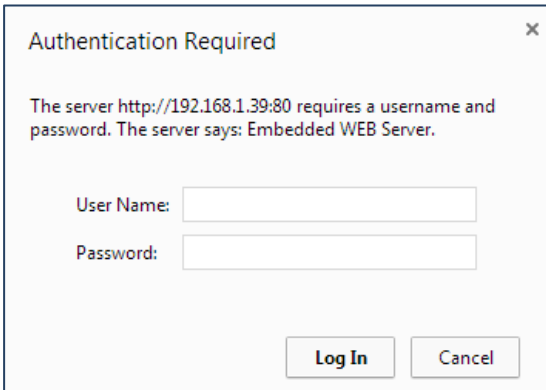 Authentication Required
The server http://192.168.1.39:80 requires a username and
password. The server says: Embedded WEB Server.
User Name:
Password:
Log In Cancel